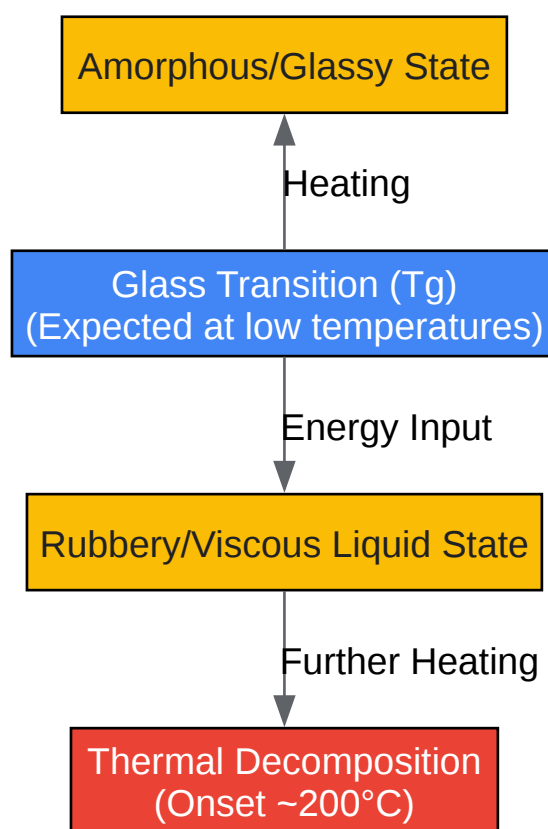 Amorphous/Glassy State
Heating
Glass Transition (Tg)
(Expected at low temperatures)
Energy Input
Rubbery/Viscous Liquid State
Further Heating
Thermal Decomposition
(Onset ~200°C)